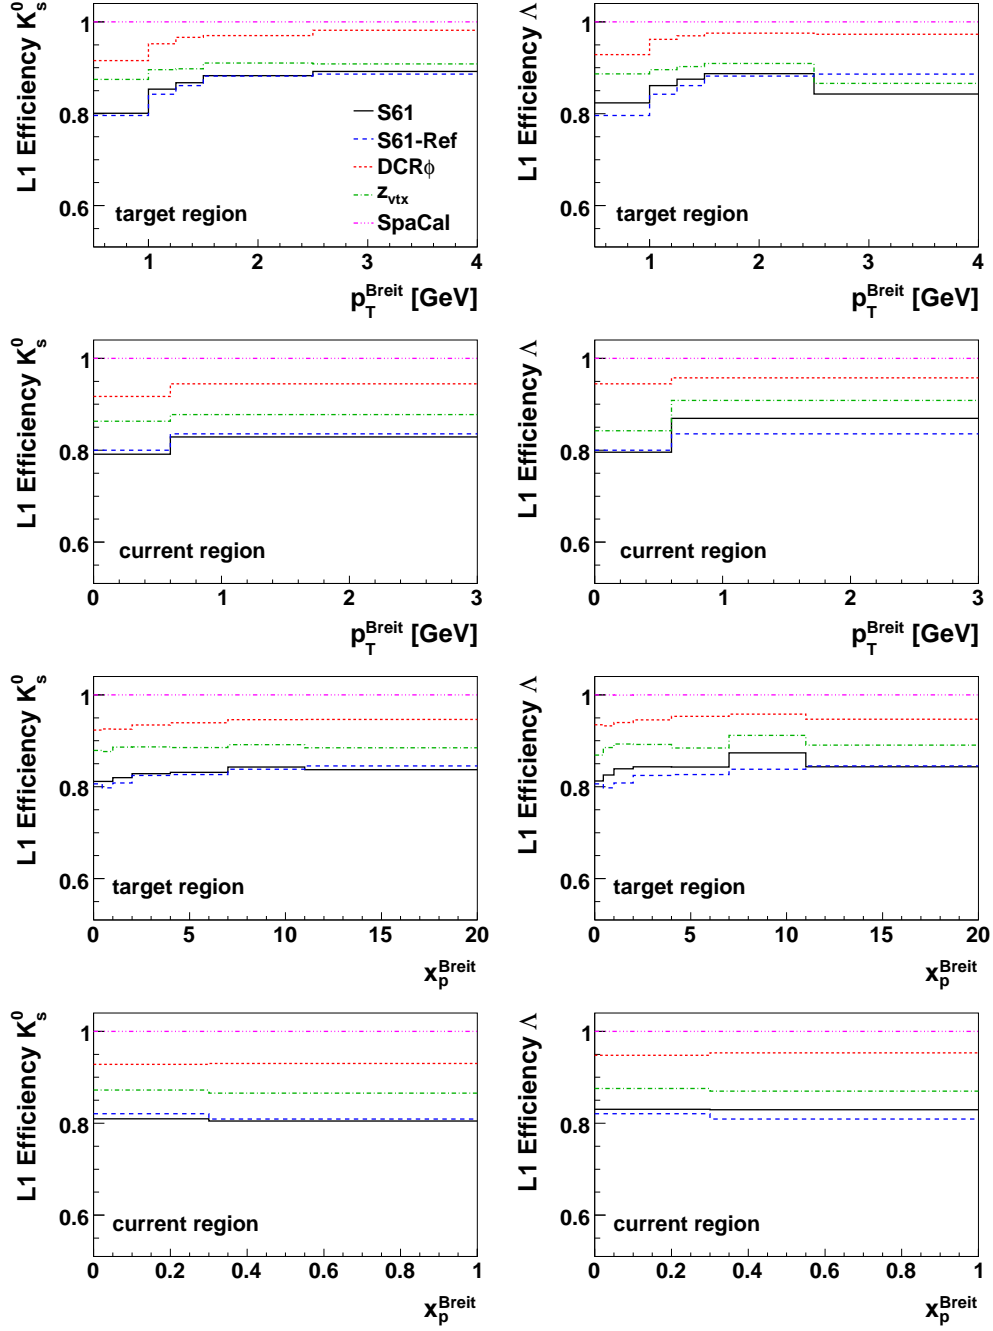 L1 Efficiency K⁰ₛ
1
0.8
0.6
S61
S61-Ref
DCRϕ
z_vtx
SpaCal
target region
1 2 3 4
p_T^Breit [GeV]
L1 Efficiency Λ
1
0.8
0.6
target region
1 2 3 4
p_T^Breit [GeV]
L1 Efficiency K⁰ₛ
1
0.8
0.6
current region
0 1 2 3
p_T^Breit [GeV]
L1 Efficiency Λ
1
0.8
0.6
current region
0 1 2 3
p_T^Breit [GeV]
L1 Efficiency K⁰ₛ
1
0.8
0.6
target region
0 5 10 15 20
x_p^Breit
L1 Efficiency Λ
1
0.8
0.6
target region
0 5 10 15 20
x_p^Breit
L1 Efficiency K⁰ₛ
1
0.8
0.6
current region
0 0.2 0.4 0.6 0.8 1
x_p^Breit
L1 Efficiency Λ
1
0.8
0.6
current region
0 0.2 0.4 0.6 0.8 1
x_p^Breit